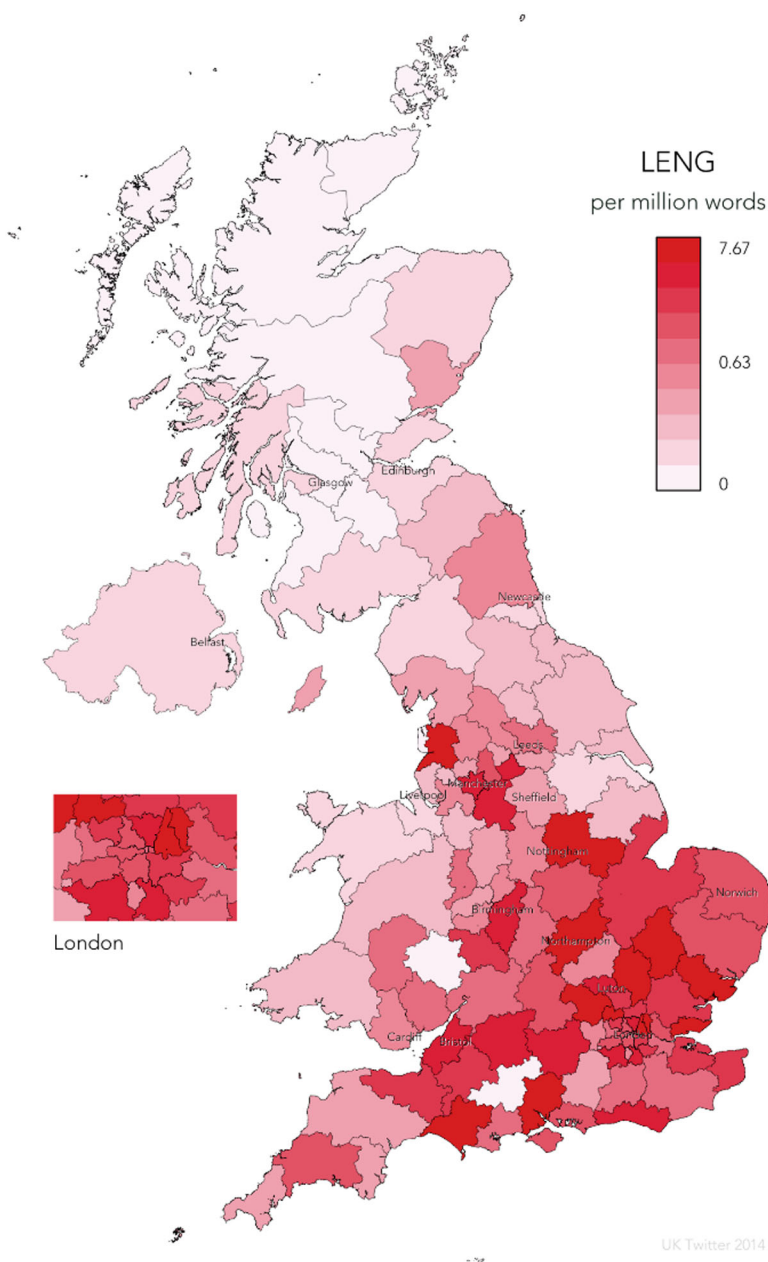 LENG
per million words
7.67
0.63
0
Edinburgh
Glasgow
Newcastle
Belfast
Leeds
Manchester
Liverpool
Sheffield
Nottingham
Norwich
Birmingham
Northampton
London
Luton
Cardiff
Bristol
London
UK Twitter 2014